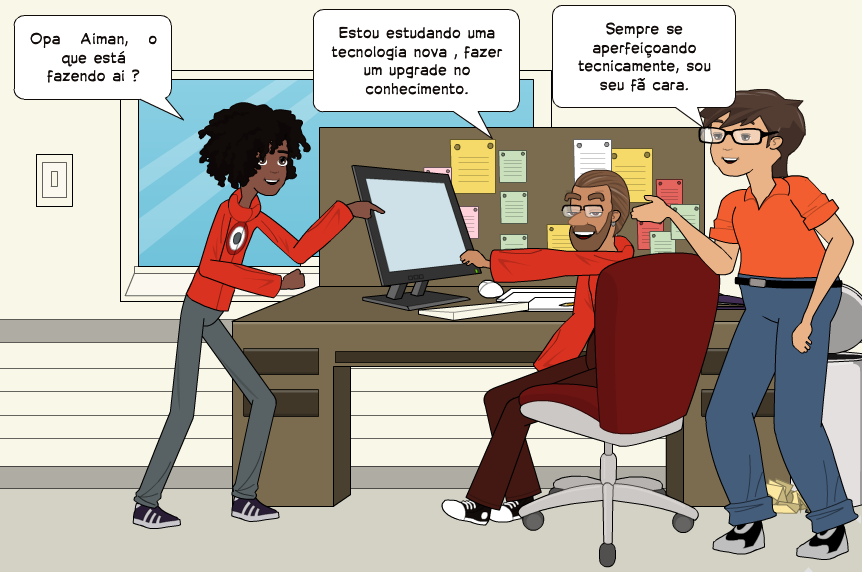 Opa Aiman, o
que está
fazendo ai ?
Estou estudando uma
tecnologia nova , fazer
um upgrade no
conhecimento.
Sempre se
aperfeiçoando
tecnicamente, sou
seu fã cara.